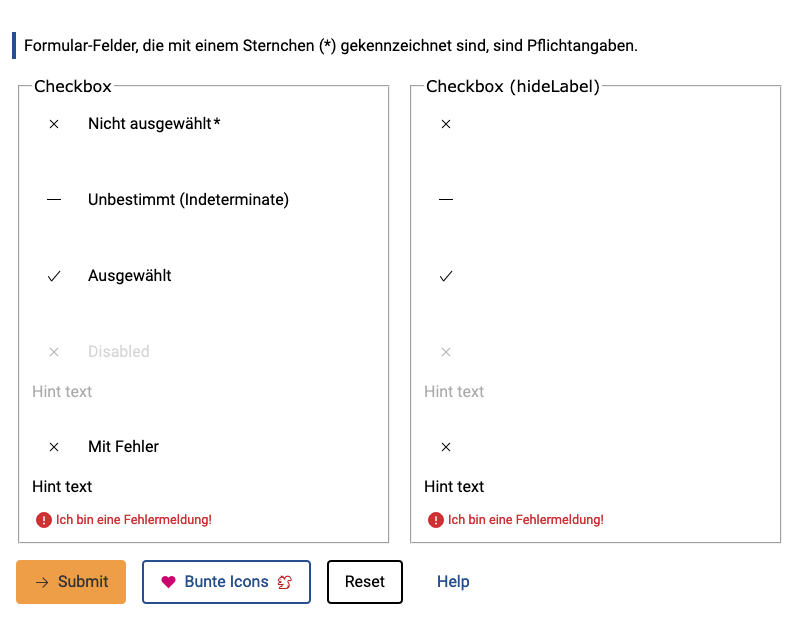 Formular-Felder, die mit einem Sternchen (*) gekennzeichnet sind, sind Pflichtangaben.
Checkbox
Nicht ausgewählt*
Unbestimmt (Indeterminate)
Ausgewählt
Disabled
Hint text
Mit Fehler
Hint text
Ich bin eine Fehlermeldung!
Checkbox (hideLabel)
Hint text
Hint text
Ich bin eine Fehlermeldung!
Submit
Bunte Icons
Reset
Help